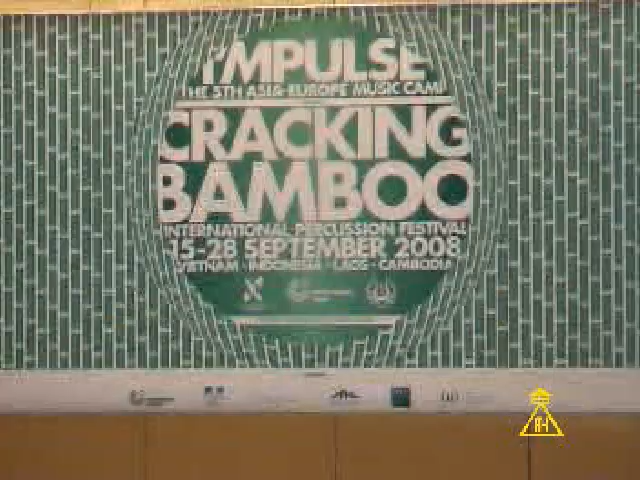 I'MPULSE
THE 5TH ASIA-EUROPE MUSIC CAMP
CRACKING
BAMBOO
INTERNATIONAL PERCUSSION FESTIVAL
15-28 SEPTEMBER 2008
VIETNAM · INDONESIA · LAOS · CAMBODIA